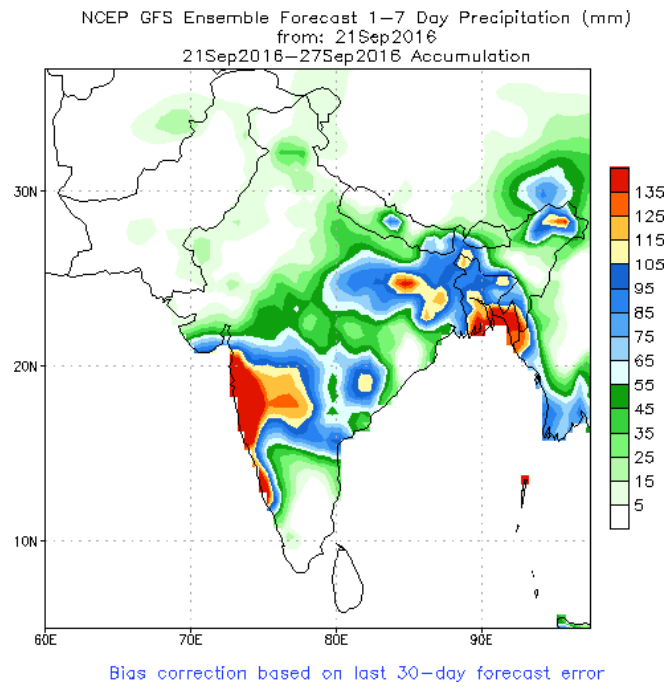 NCEP GFS Ensemble Forecast 1-7 Day Precipitation (mm)
from: 21Sep2016
21Sep2016-27Sep2016 Accumulation
30N
20N
10N
60E
70E
80E
90E
135
125
115
105
95
85
75
65
55
45
35
25
15
5
Bias correction based on last 30-day forecast error